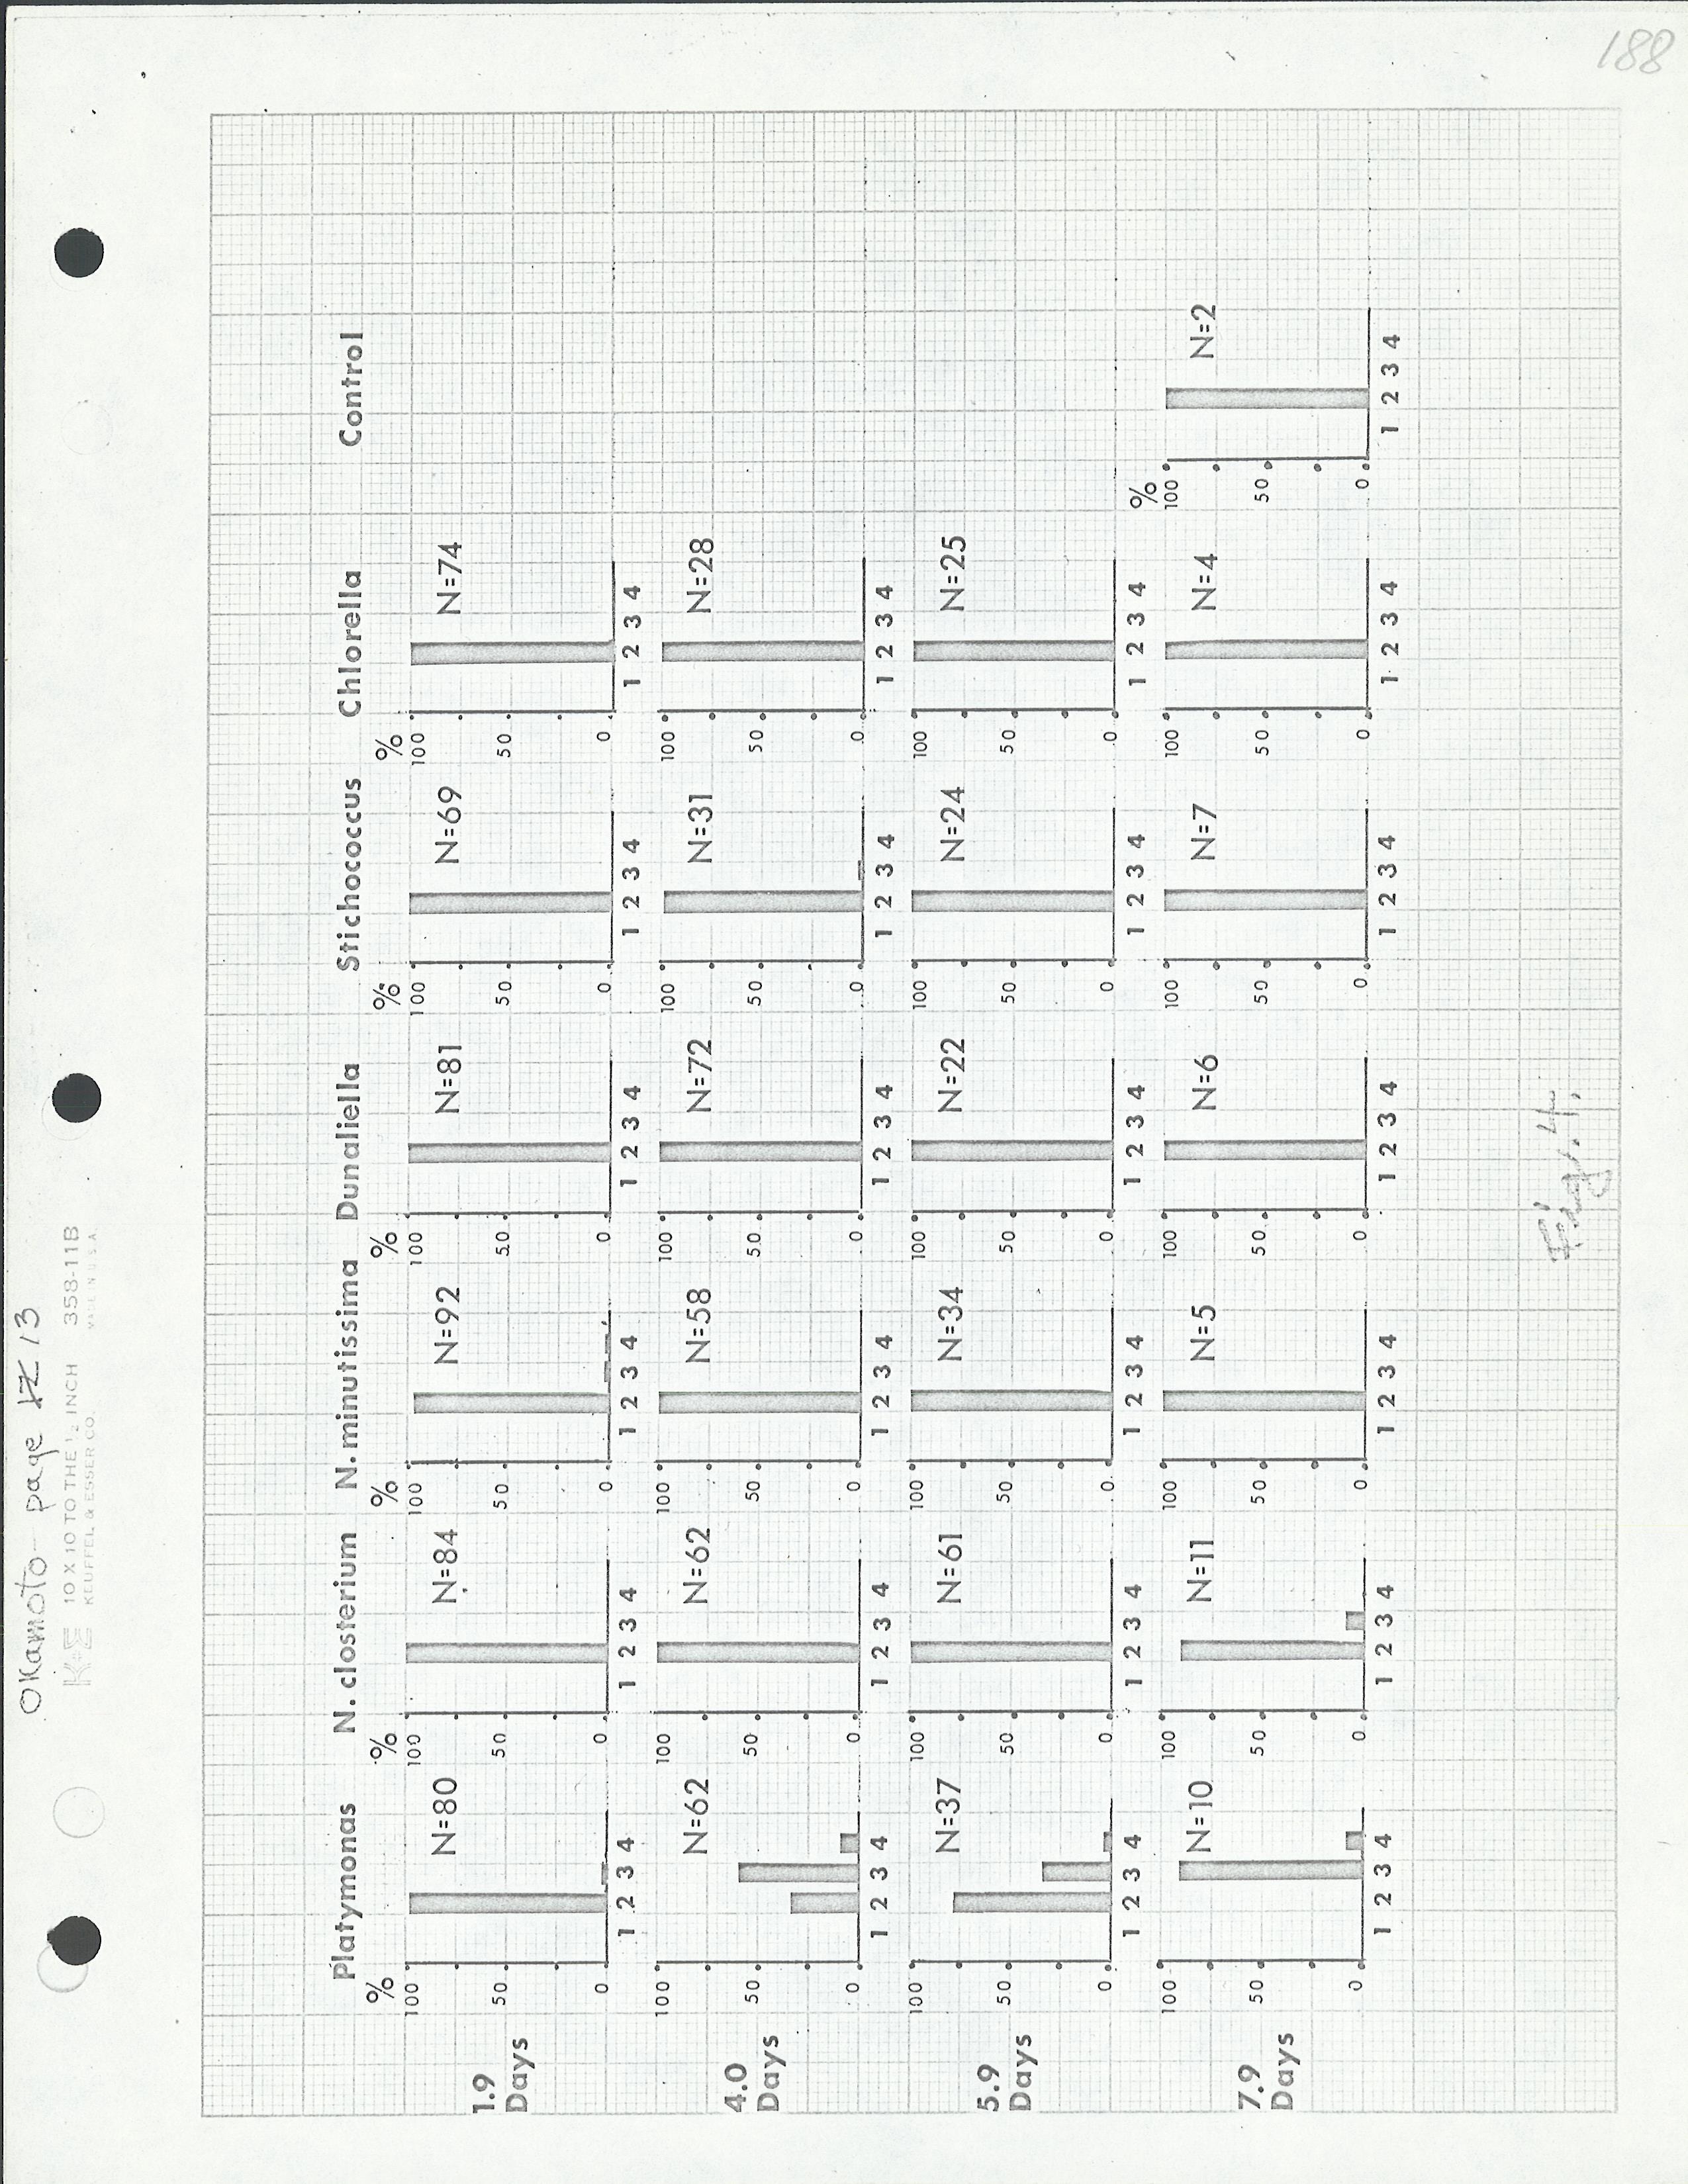 188
Okamoto - page 13
K+E 10 X 10 TO THE ½ INCH 358-11B
KEUFFEL & ESSER CO. MADE IN U.S.A.
Platymonas N. closterium N. minutissima Dunaliella Stichococcus Chlorella Control
% % % % % %
1.9 Days
100 50 0 N=80 1 2 3 4
100 50 0 N=84 1 2 3 4
100 50 0 N=92 1 2 3 4
100 50 0 N=81 1 2 3 4
100 50 0 N=69 1 2 3 4
100 50 0 N=74 1 2 3 4
4.0 Days
100 50 0 N=62 1 2 3 4
100 50 0 N=62 1 2 3 4
100 50 0 N=58 1 2 3 4
100 50 0 N=72 1 2 3 4
100 50 0 N=31 1 2 3 4
100 50 0 N=28 1 2 3 4
5.9 Days
100 50 0 N=37 1 2 3 4
100 50 0 N=61 1 2 3 4
100 50 0 N=34 1 2 3 4
100 50 0 N=22 1 2 3 4
100 50 0 N=24 1 2 3 4
100 50 0 N=25 1 2 3 4
7.9 Days
100 50 0 N=10 1 2 3 4
100 50 0 N=11 1 2 3 4
100 50 0 N=5 1 2 3 4
100 50 0 N=6 1 2 3 4
100 50 0 N=7 1 2 3 4
100 50 0 N=4 1 2 3 4
% 100 50 0 N=2 1 2 3 4
Fig. 4.